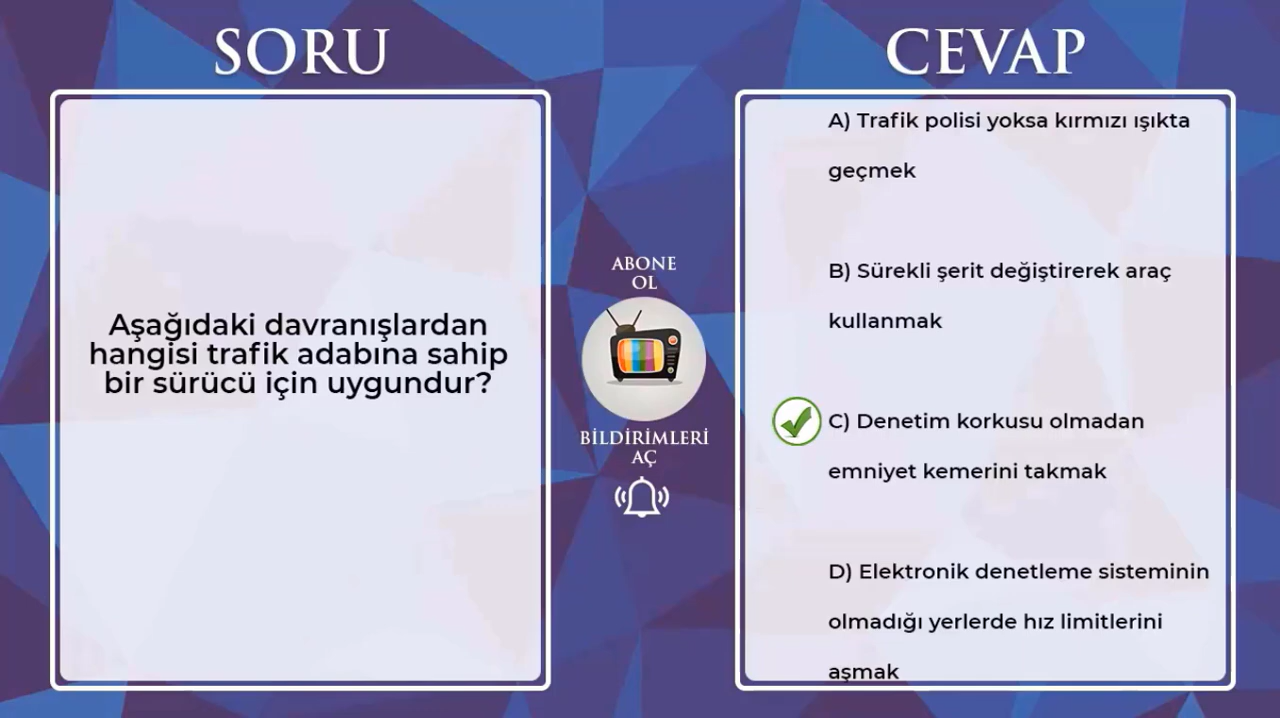 SORU
Aşağıdaki davranışlardan
hangisi trafik adabına sahip
bir sürücü için uygundur?
ABONE
OL
BİLDİRİMLERİ
AÇ
CEVAP
A) Trafik polisi yoksa kırmızı ışıkta
geçmek
B) Sürekli şerit değiştirerek araç
kullanmak
C) Denetim korkusu olmadan
emniyet kemerini takmak
D) Elektronik denetleme sisteminin
olmadığı yerlerde hız limitlerini
aşmak